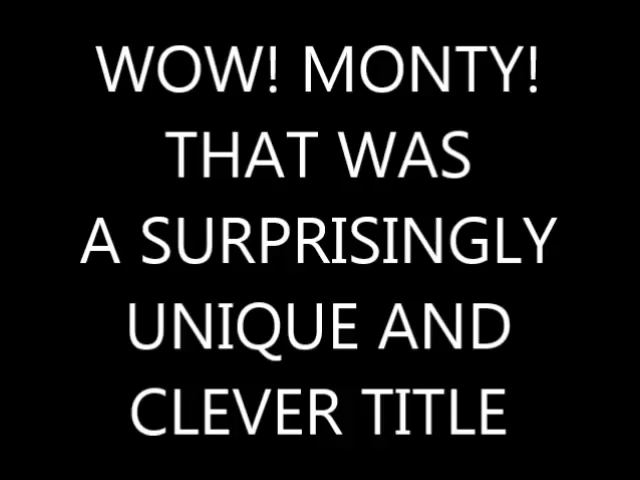 WOW! MONTY!
THAT WAS
A SURPRISINGLY
UNIQUE AND
CLEVER TITLE